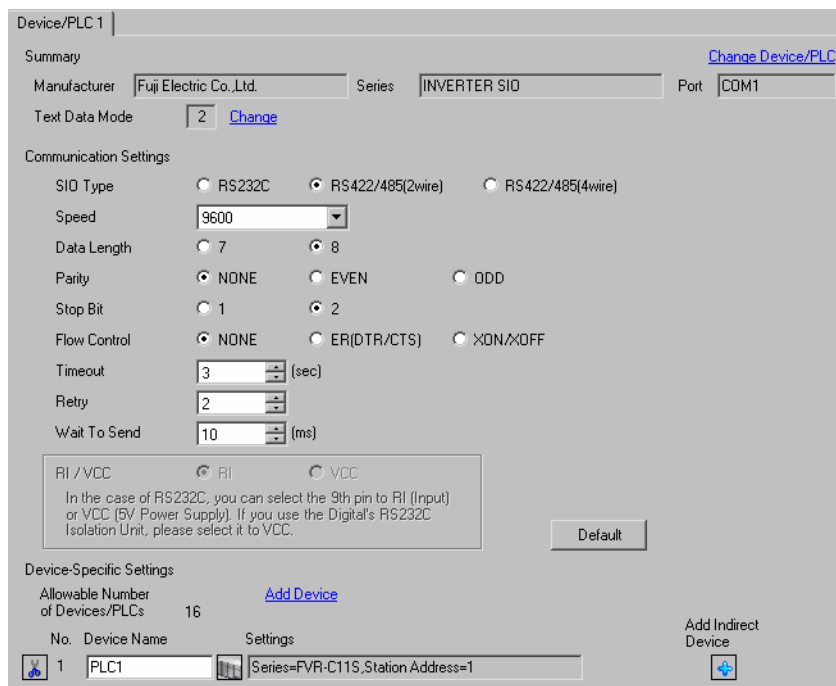 Device/PLC 1
Summary
Change Device/PLC
Manufacturer Fuji Electric Co.,Ltd. Series INVERTER SIO Port COM1
Text Data Mode 2 Change
Communication Settings
SIO Type RS232C RS422/485(2wire) RS422/485(4wire)
Speed 9600
Data Length 7 8
Parity NONE EVEN ODD
Stop Bit 1 2
Flow Control NONE ER(DTR/CTS) XON/XOFF
Timeout 3 (sec)
Retry 2
Wait To Send 10 (ms)
RI / VCC RI VCC
In the case of RS232C, you can select the 9th pin to RI (Input)
or VCC (5V Power Supply). If you use the Digital's RS232C
Isolation Unit, please select it to VCC.
Default
Device-Specific Settings
Allowable Number
of Devices/PLCs 16 Add Device
Add Indirect
Device
No. Device Name Settings
1 PLC1 Series=FVR-C11S,Station Address=1